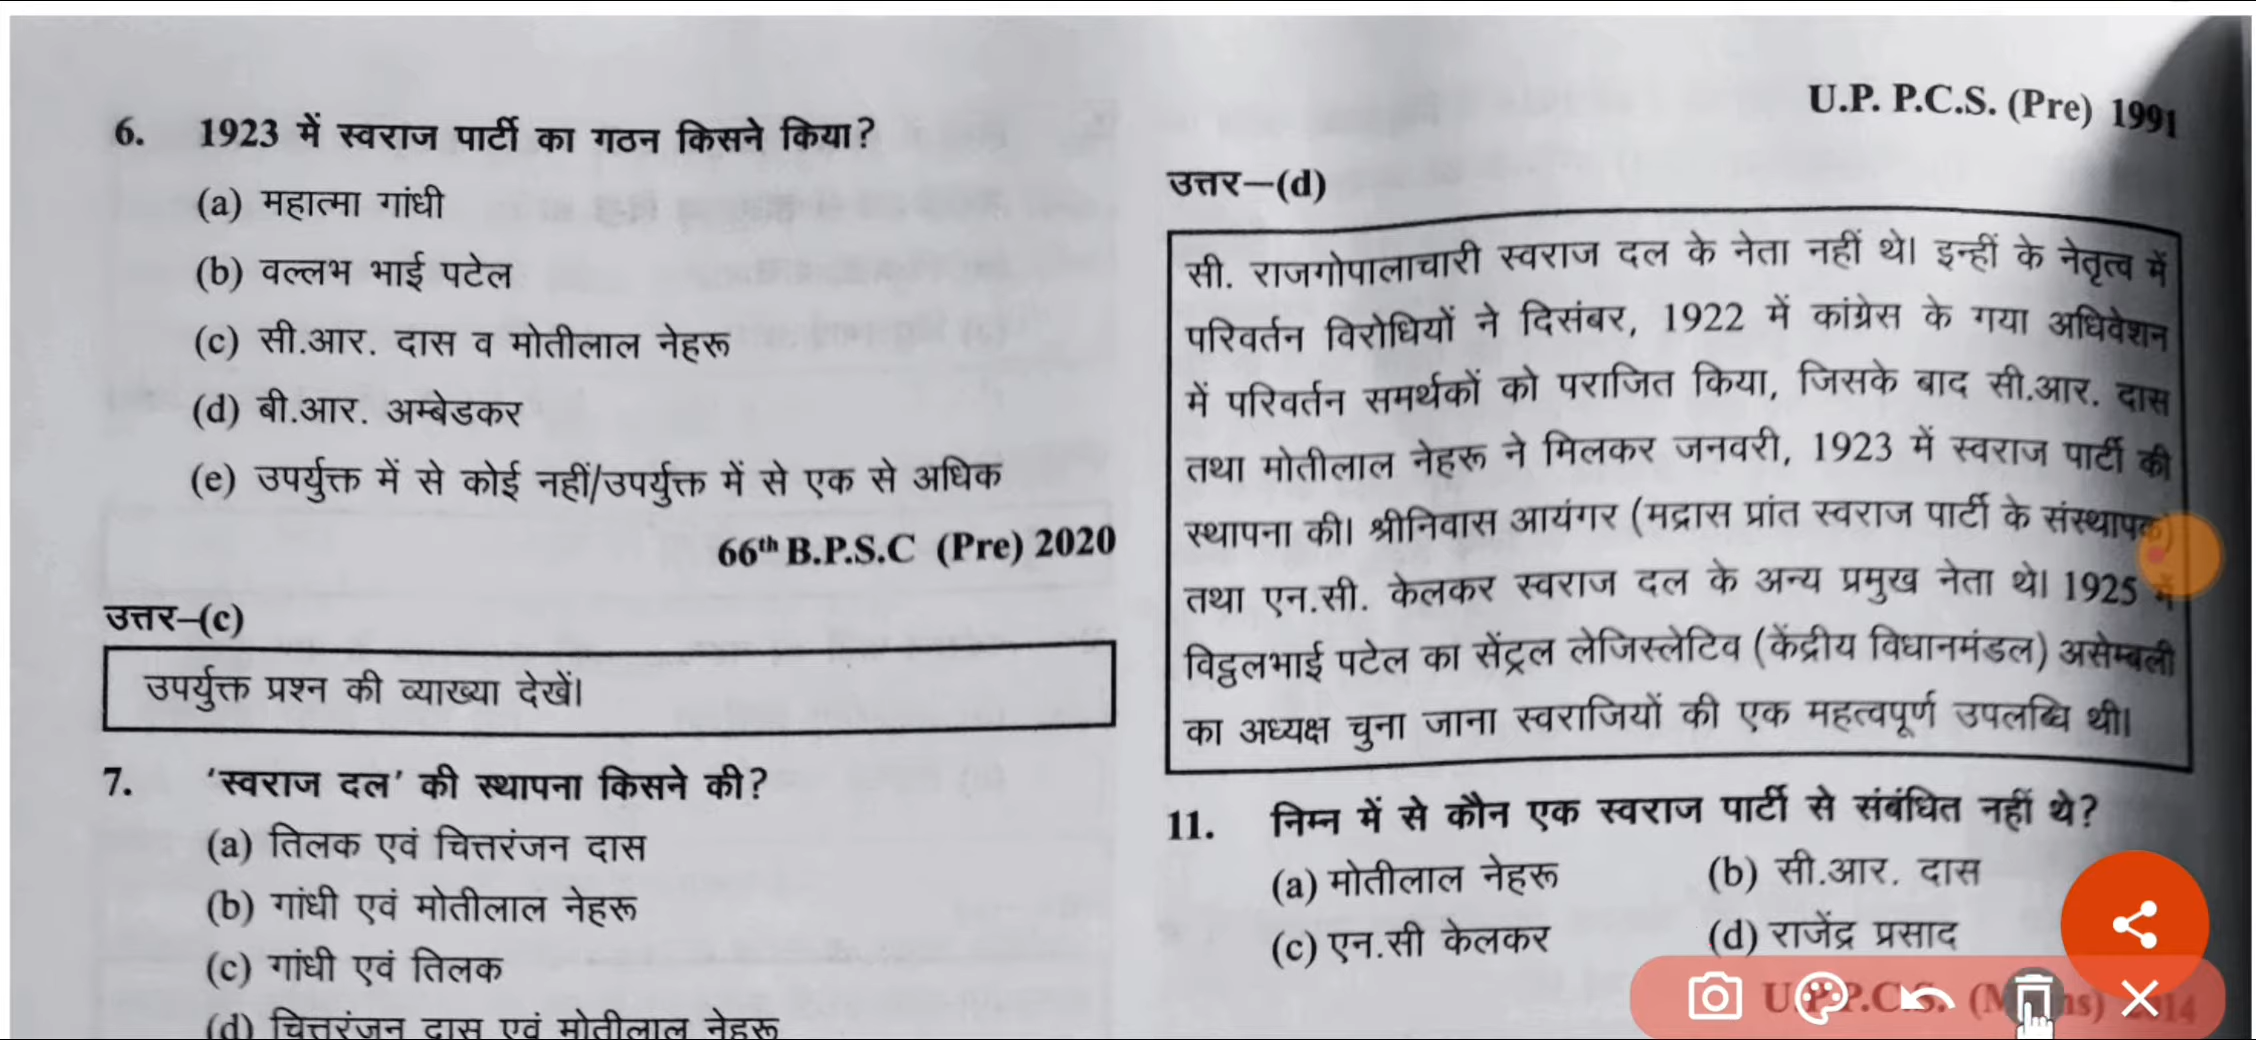 6. 1923 में स्वराज पार्टी का गठन किसने किया?
(a) महात्मा गांधी
(b) वल्लभ भाई पटेल
(c) सी.आर. दास व मोतीलाल नेहरू
(d) बी.आर. अम्बेडकर
(e) उपर्युक्त में से कोई नहीं/उपर्युक्त में से एक से अधिक
66th B.P.S.C (Pre) 2020
उत्तर–(c)
उपर्युक्त प्रश्न की व्याख्या देखें।
7. 'स्वराज दल' की स्थापना किसने की?
(a) तिलक एवं चित्तरंजन दास
(b) गांधी एवं मोतीलाल नेहरू
(c) गांधी एवं तिलक
(d) चित्तरंजन दास एवं मोतीलाल नेहरू
U.P. P.C.S. (Pre) 1991
उत्तर–(d)
सी. राजगोपालाचारी स्वराज दल के नेता नहीं थे। इन्हीं के नेतृत्व में
परिवर्तन विरोधियों ने दिसंबर, 1922 में कांग्रेस के गया अधिवेशन
में परिवर्तन समर्थकों को पराजित किया, जिसके बाद सी.आर. दास
तथा मोतीलाल नेहरू ने मिलकर जनवरी, 1923 में स्वराज पार्टी की
स्थापना की। श्रीनिवास आयंगर (मद्रास प्रांत स्वराज पार्टी के संस्थापक)
तथा एन.सी. केलकर स्वराज दल के अन्य प्रमुख नेता थे। 1925 में
विट्ठलभाई पटेल का सेंट्रल लेजिस्लेटिव (केंद्रीय विधानमंडल) असेम्बली
का अध्यक्ष चुना जाना स्वराजियों की एक महत्वपूर्ण उपलब्धि थी।
11. निम्न में से कौन एक स्वराज पार्टी से संबंधित नहीं थे?
(a) मोतीलाल नेहरू (b) सी.आर. दास
(c) एन.सी केलकर (d) राजेंद्र प्रसाद